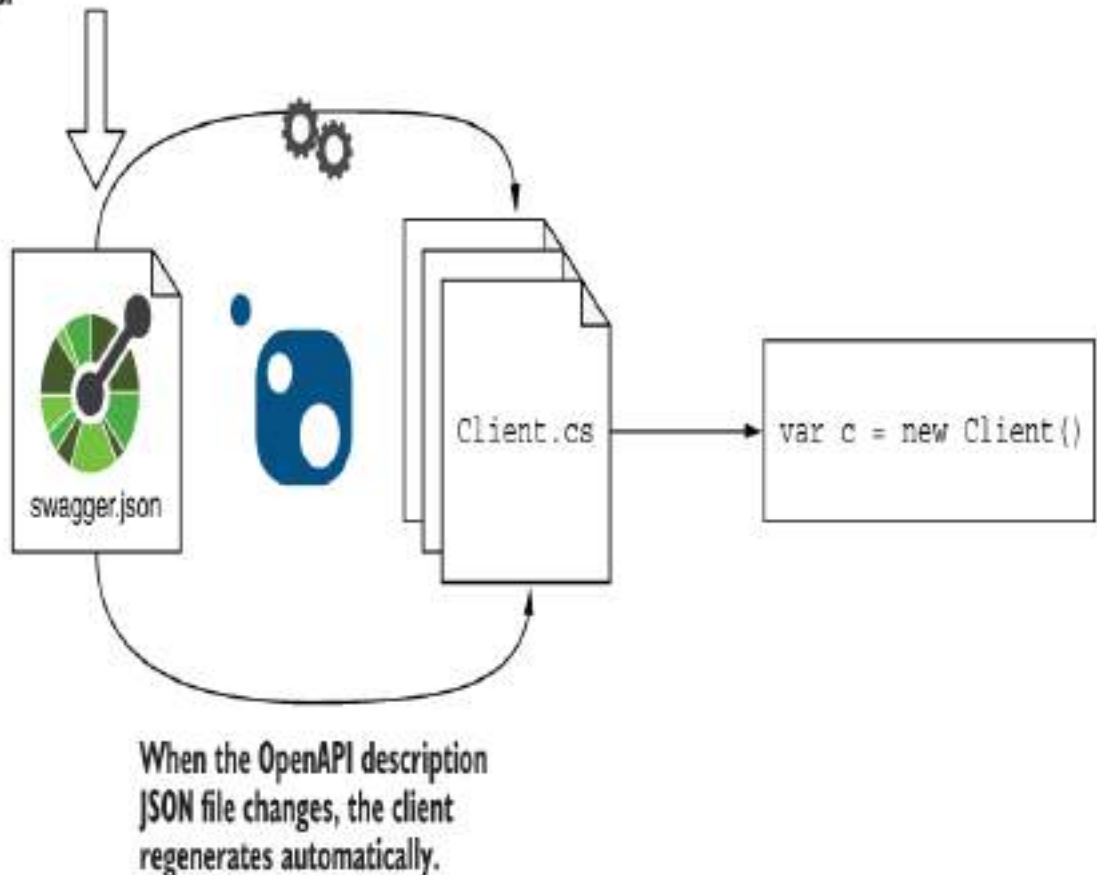 swagger.json
Client.cs
var c = new Client()
When the OpenAPI description
JSON file changes, the client
regenerates automatically.